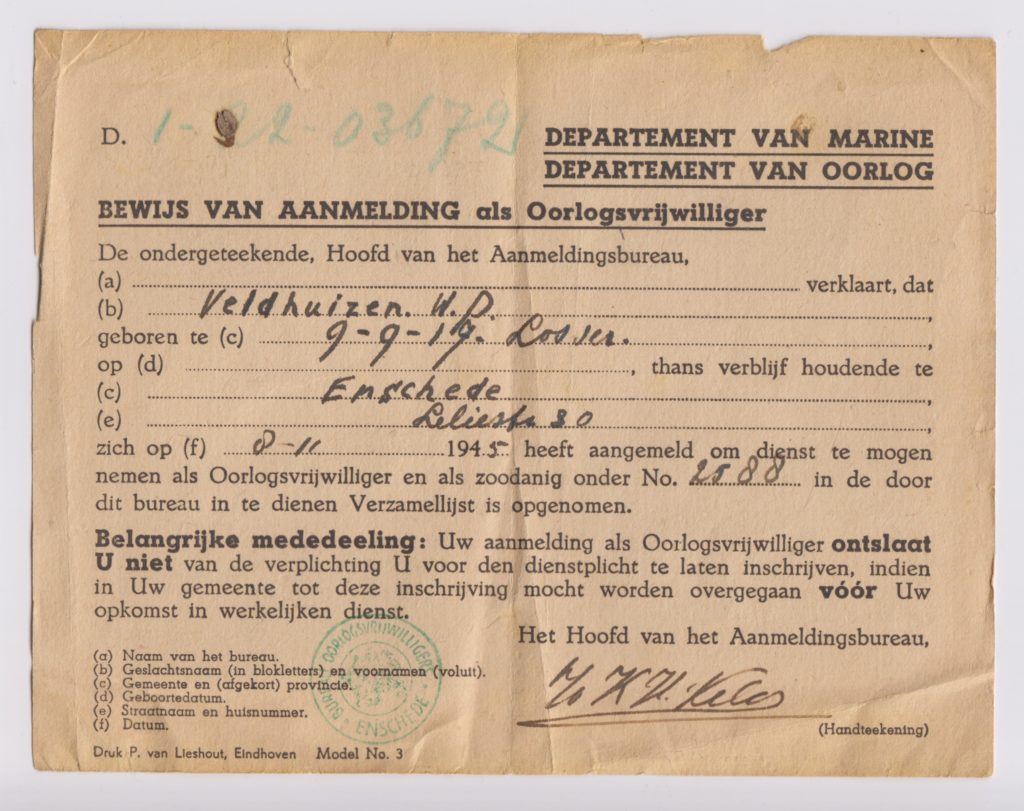 D. 1-22-036721
DEPARTEMENT VAN MARINE
DEPARTEMENT VAN OORLOG
BEWIJS VAN AANMELDING als Oorlogsvrijwilliger
De ondergeteekende, Hoofd van het Aanmeldingsbureau,
(a) verklaart, dat
(b) Veldhuizen. W.D.,
geboren te (c) 9-9-19. Losser.,
op (d) , thans verblijf houdende te
(c) Enschede,
(e) Leliestr 30,
zich op (f) 8-11 1945 heeft aangemeld om dienst te mogen
nemen als Oorlogsvrijwilliger en als zoodanig onder No. 2588 in de door
dit bureau in te dienen Verzamellijst is opgenomen.
Belangrijke mededeeling: Uw aanmelding als Oorlogsvrijwilliger ontslaat
U niet van de verplichting U voor den dienstplicht te laten inschrijven, indien
in Uw gemeente tot deze inschrijving mocht worden overgegaan vóór Uw
opkomst in werkelijken dienst.
Het Hoofd van het Aanmeldingsbureau,
(a) Naam van het bureau.
(b) Geslachtsnaam (in blokletters) en voornamen (voluit).
(c) Gemeente en (afgekort) provincie.
(d) Geboortedatum.
(e) Straatnaam en huisnummer.
(f) Datum.
OORLOGSVRIJWILLIGERS
ENSCHEDE
(Handteekening)
Druk P. van Lieshout, Eindhoven Model No. 3